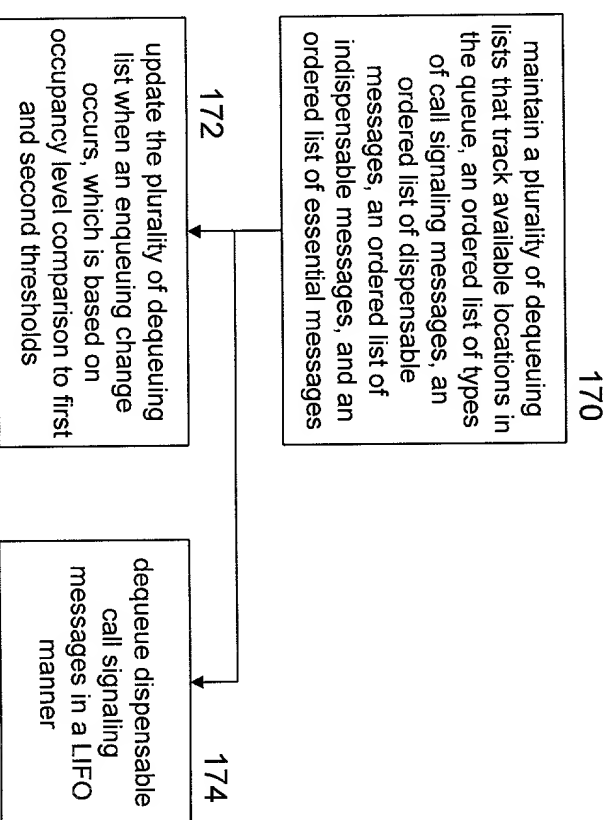 170
maintain a plurality of dequeuing
lists that track available locations in
the queue, an ordered list of types
of call signaling messages, an
ordered list of dispensable
messages, an ordered list of
indispensable messages, and an
ordered list of essential messages
172
update the plurality of dequeuing
list when an enqueuing change
occurs, which is based on
occupancy level comparison to first
and second thresholds
174
dequeue dispensable
call signaling
messages in a LIFO
manner